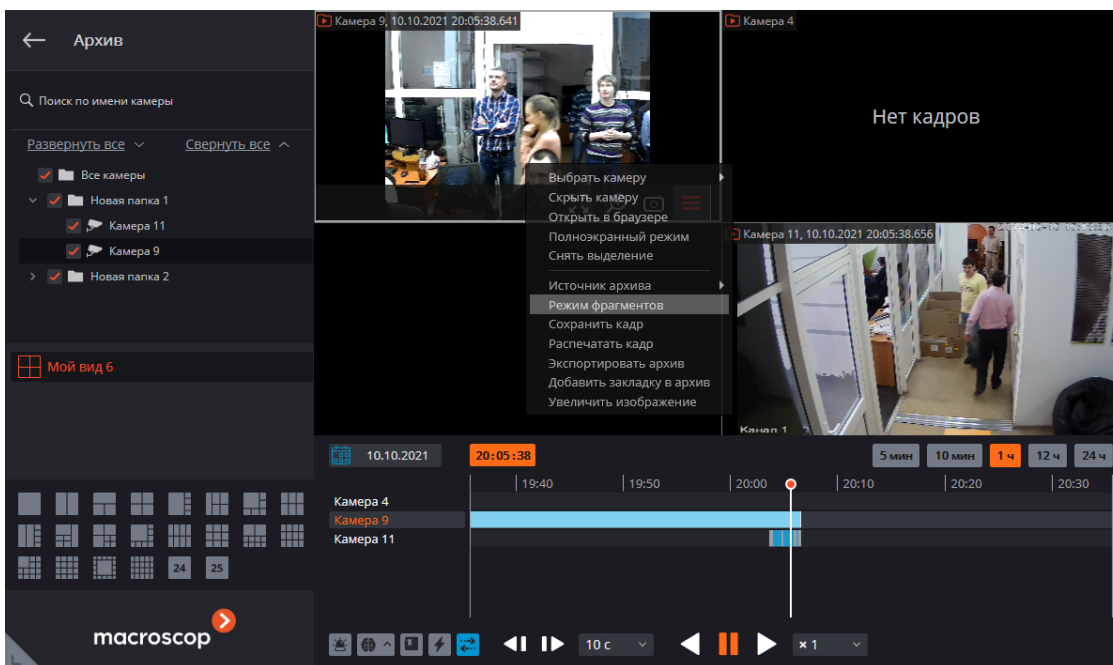 Архив
Поиск по имени камеры
Развернуть все
Свернуть все
Все камеры
Новая папка 1
Камера 11
Камера 9
Новая папка 2
Мой вид 6
24
25
macroscop
Камера 9, 10.10.2021 20:05:38.641
Камера 4
Нет кадров
Выбрать камеру
Скрыть камеру
Открыть в браузере
Полноэкранный режим
Снять выделение
Источник архива
Режим фрагментов
Сохранить кадр
Распечатать кадр
Экспортировать архив
Добавить закладку в архив
Увеличить изображение
Камера 11, 10.10.2021 20:05:38.656
Канал 1
10.10.2021
20:05:38
5 мин
10 мин
1 ч
12 ч
24 ч
19:40
19:50
20:00
20:10
20:20
20:30
Камера 4
Камера 9
Камера 11
10 с
× 1